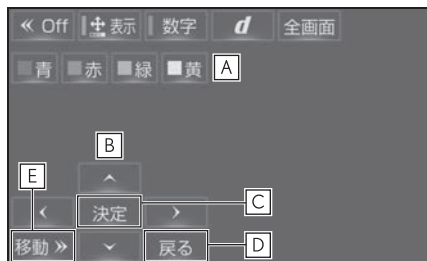 « Off 表示 数字 d 全画面
青 赤 緑 黄 A
B
E
決定 C
移動 » 戻る D